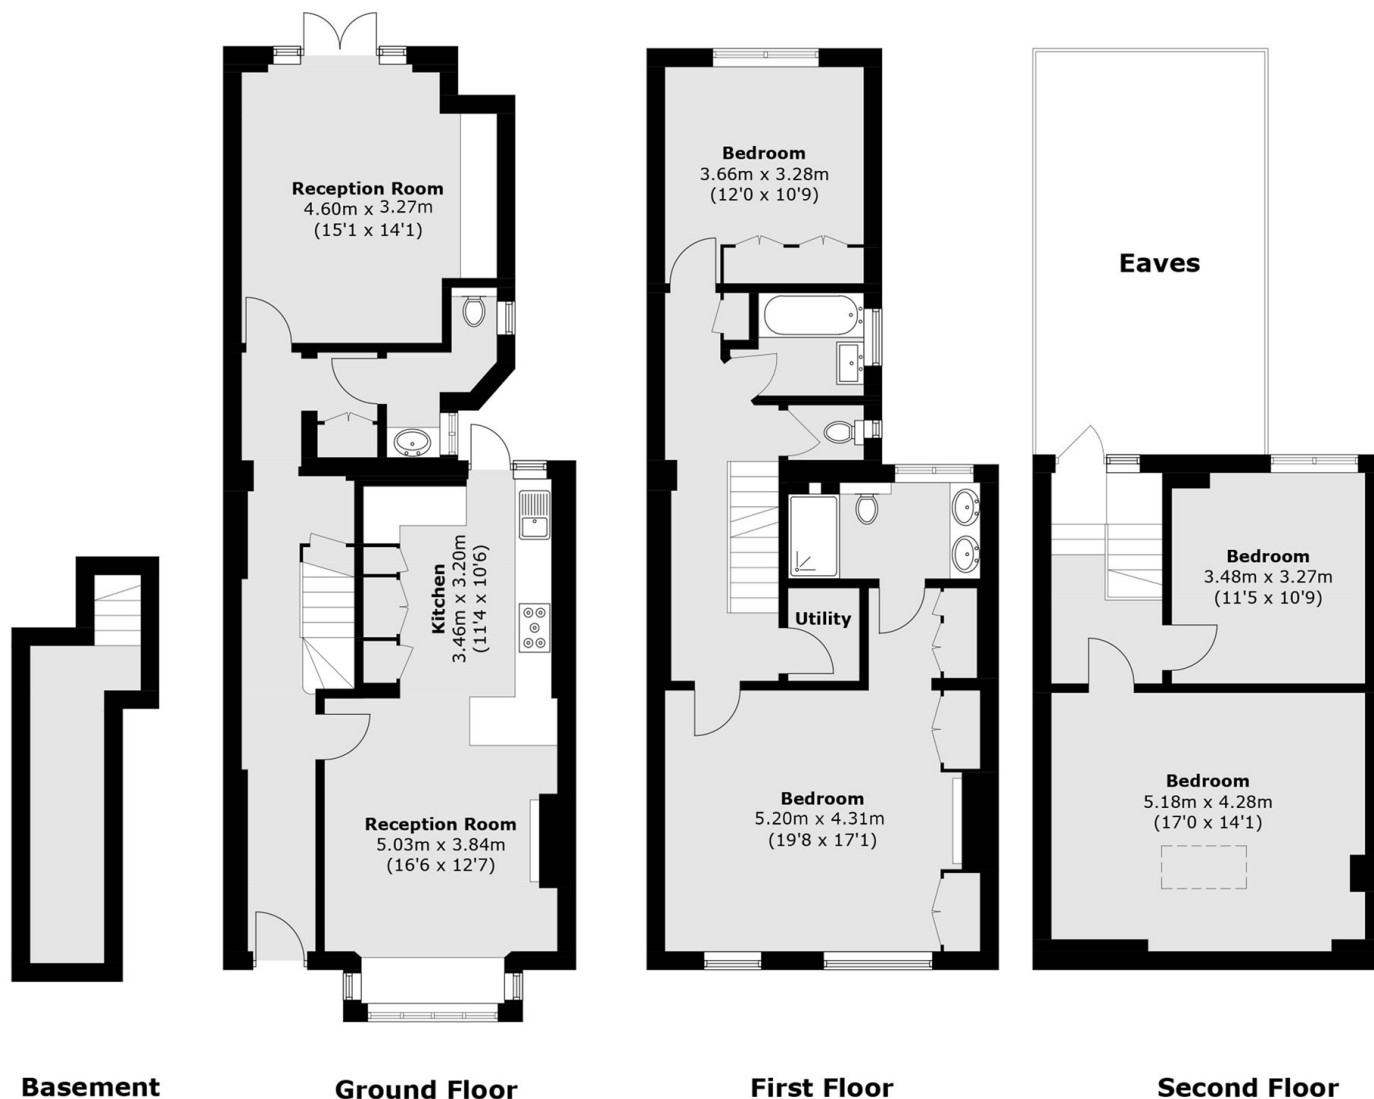 Reception Room
4.60m x 3.27m
(15'1 x 14'1)
Kitchen
3.46m x 3.20m
(11'4 x 10'6)
Reception Room
5.03m x 3.84m
(16'6 x 12'7)
Bedroom
3.66m x 3.28m
(12'0 x 10'9)
Utility
Bedroom
5.20m x 4.31m
(19'8 x 17'1)
Eaves
Bedroom
3.48m x 3.27m
(11'5 x 10'9)
Bedroom
5.18m x 4.28m
(17'0 x 14'1)
Basement
Ground Floor
First Floor
Second Floor